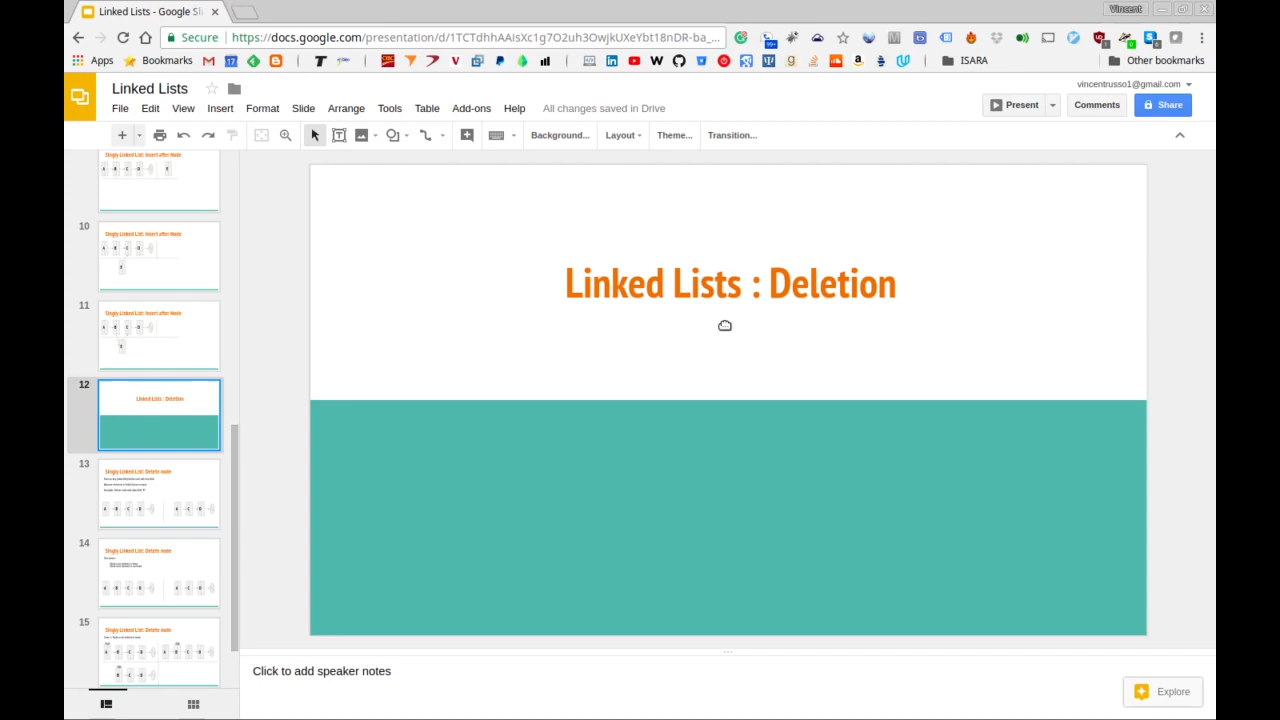 Linked Lists - Google Sli
Vincent
Secure
https://docs.google.com/presentation/d/1TCTdhhAAisXc1g7O2uh3OwjkUXeYbt18nDR-ba_...
Apps
Bookmarks
ISARA
Other bookmarks
Linked Lists
vincentrusso1@gmail.com
File Edit View Insert Format Slide Arrange Tools Table Add-ons Help All changes saved in Drive
Present
Comments
Share
Background...
Layout
Theme...
Transition...
Singly Linked List: Insert after Node
10
Singly Linked List: Insert after Node
11
Singly Linked List: Insert after Node
12
Linked Lists : Deletion
13
Singly Linked List: Delete node
14
Singly Linked List: Delete node
15
Singly Linked List: Delete node
Linked Lists : Deletion
Click to add speaker notes
Explore